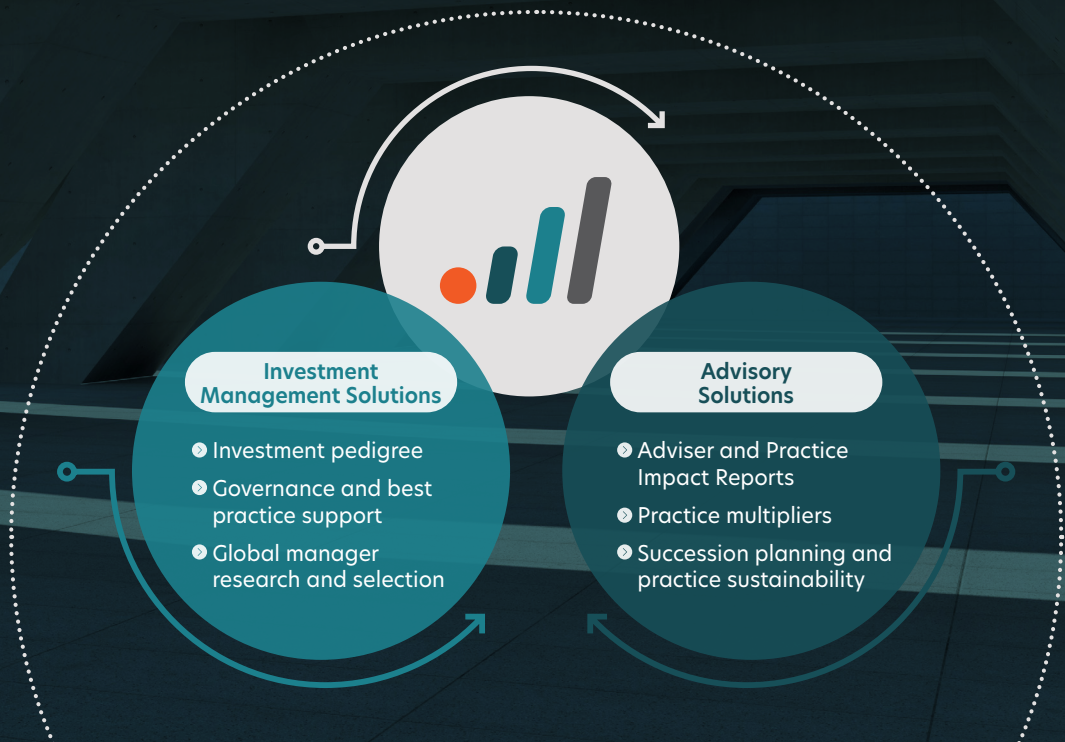 Investment
Management Solutions
Investment pedigree
Governance and best
practice support
Global manager
research and selection
Advisory
Solutions
Adviser and Practice
Impact Reports
Practice multipliers
Succession planning and
practice sustainability